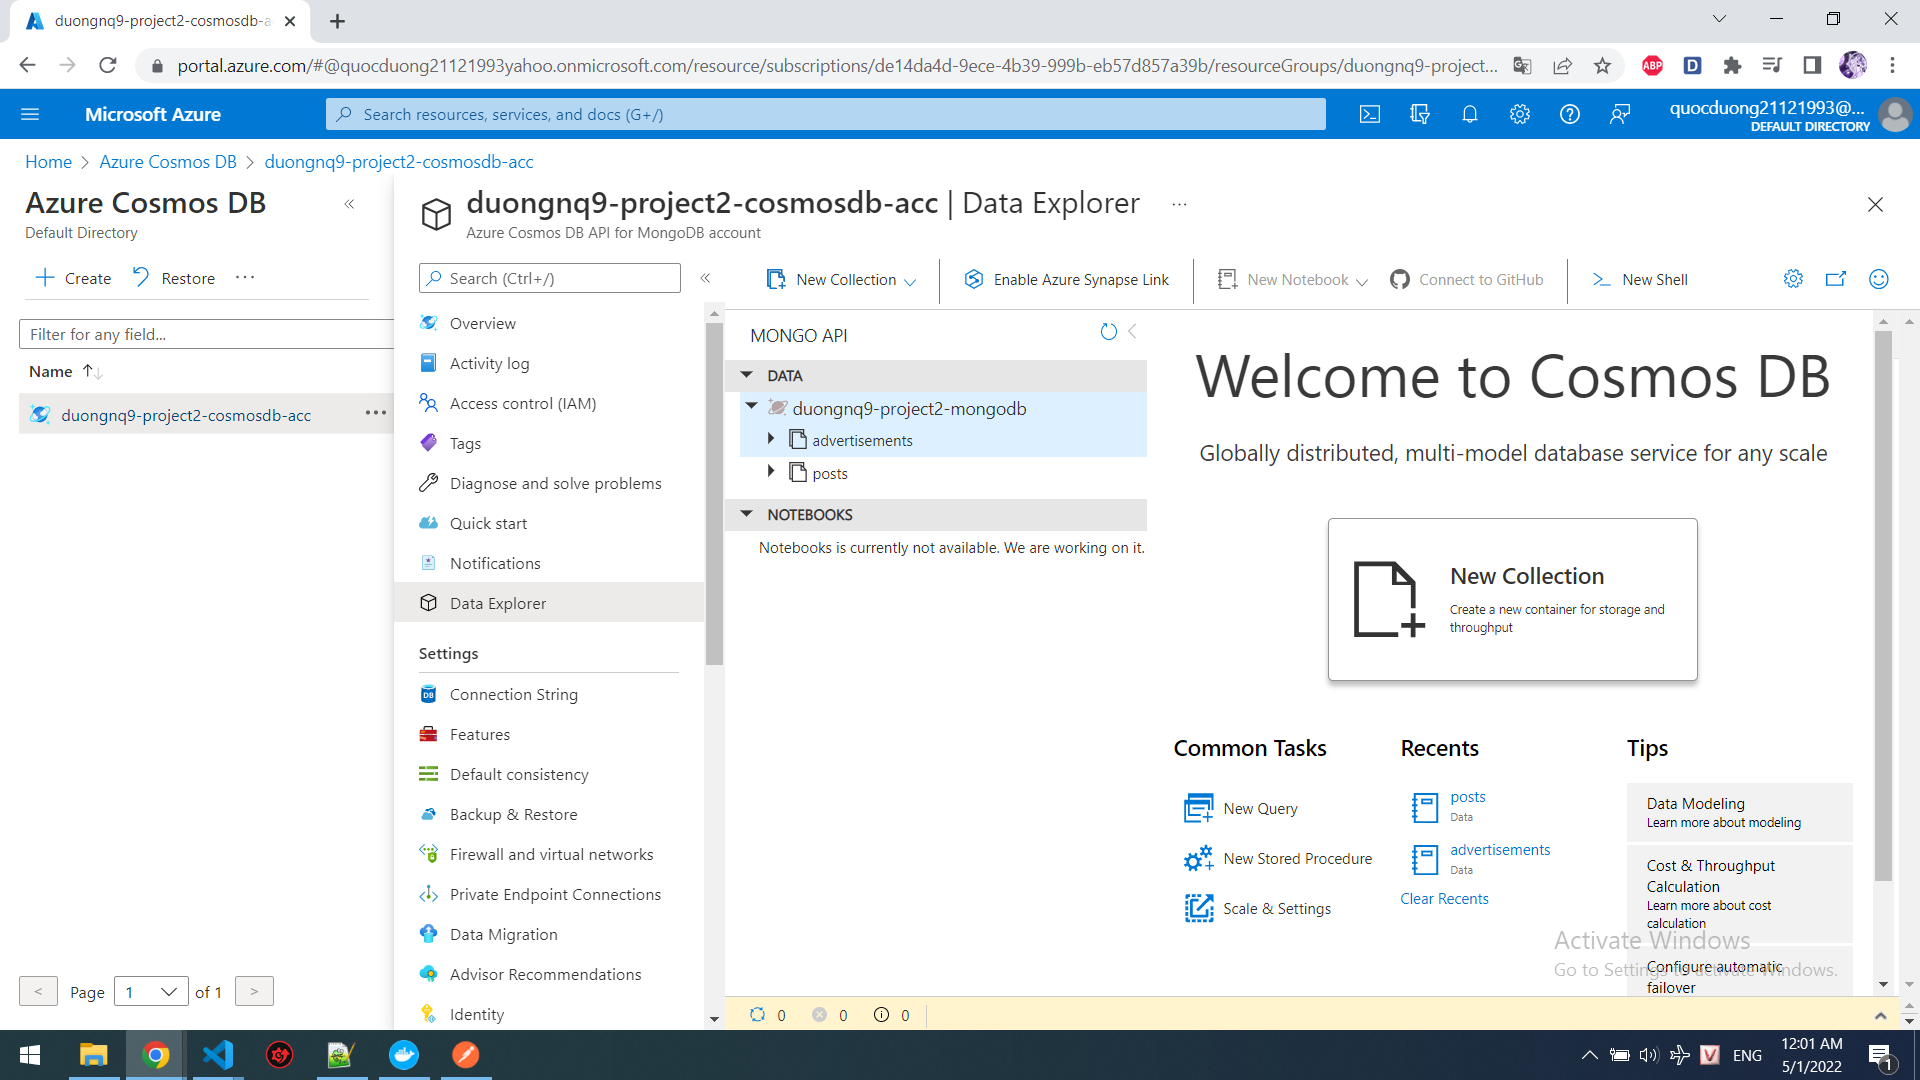 duongnq9-project2-cosmosdb-a
portal.azure.com/#@quocduong21121993yahoo.onmicrosoft.com/resource/subscriptions/de14da4d-9ece-4b39-999b-eb57d857a39b/resourceGroups/duongnq9-project...
ABP
D
Microsoft Azure
Search resources, services, and docs (G+/)
quocduong21121993@...
DEFAULT DIRECTORY
Home > Azure Cosmos DB > duongnq9-project2-cosmosdb-acc
Azure Cosmos DB
Default Directory
Create
Restore
Filter for any field...
Name
duongnq9-project2-cosmosdb-acc
< Page 1 of 1 >
duongnq9-project2-cosmosdb-acc | Data Explorer
Azure Cosmos DB API for MongoDB account
Search (Ctrl+/)
Overview
Activity log
Access control (IAM)
Tags
Diagnose and solve problems
Quick start
Notifications
Data Explorer
Settings
Connection String
Features
Default consistency
Backup & Restore
Firewall and virtual networks
Private Endpoint Connections
Data Migration
Advisor Recommendations
Identity
New Collection
Enable Azure Synapse Link
New Notebook
Connect to GitHub
New Shell
MONGO API
DATA
duongnq9-project2-mongodb
advertisements
posts
NOTEBOOKS
Notebooks is currently not available. We are working on it.
Welcome to Cosmos DB
Globally distributed, multi-model database service for any scale
New Collection
Create a new container for storage and
throughput
Common Tasks
New Query
New Stored Procedure
Scale & Settings
Recents
posts
Data
advertisements
Data
Clear Recents
Tips
Data Modeling
Learn more about modeling
Cost & Throughput
Calculation
Learn more about cost
calculation
Configure automatic
failover
Activate Windows
Go to Settings to activate Windows.
0 0 0
V
ENG
12:01 AM
5/1/2022
1